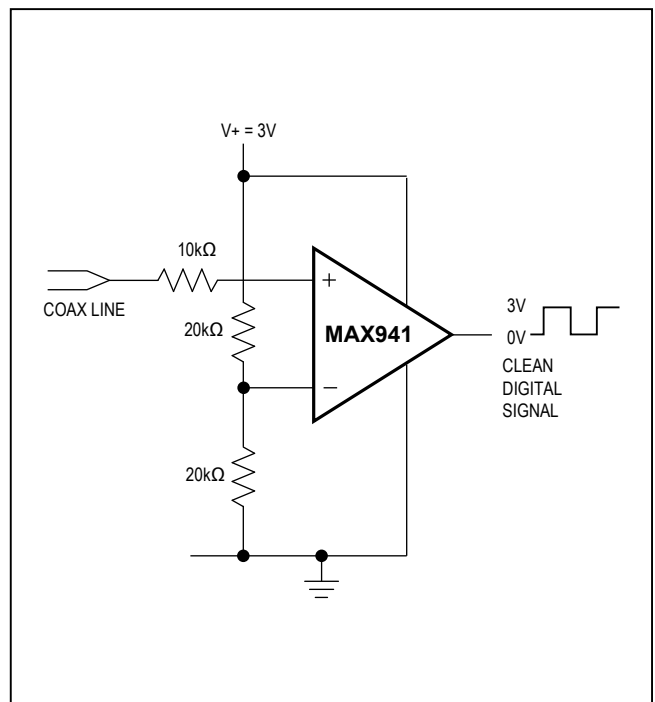 V+ = 3V
10kΩ
COAX LINE
20kΩ
+
MAX941
−
20kΩ
3V
0V
CLEAN
DIGITAL
SIGNAL